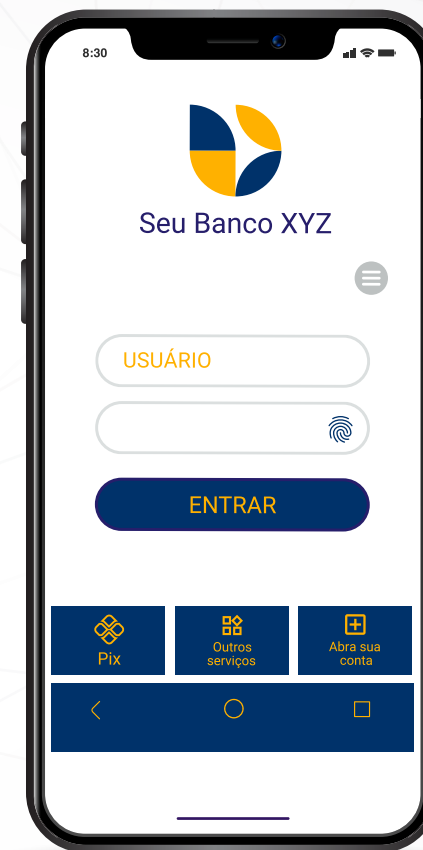 8:30
Seu Banco XYZ
USUÁRIO
ENTRAR
Pix
Outros
serviços
Abra sua
conta